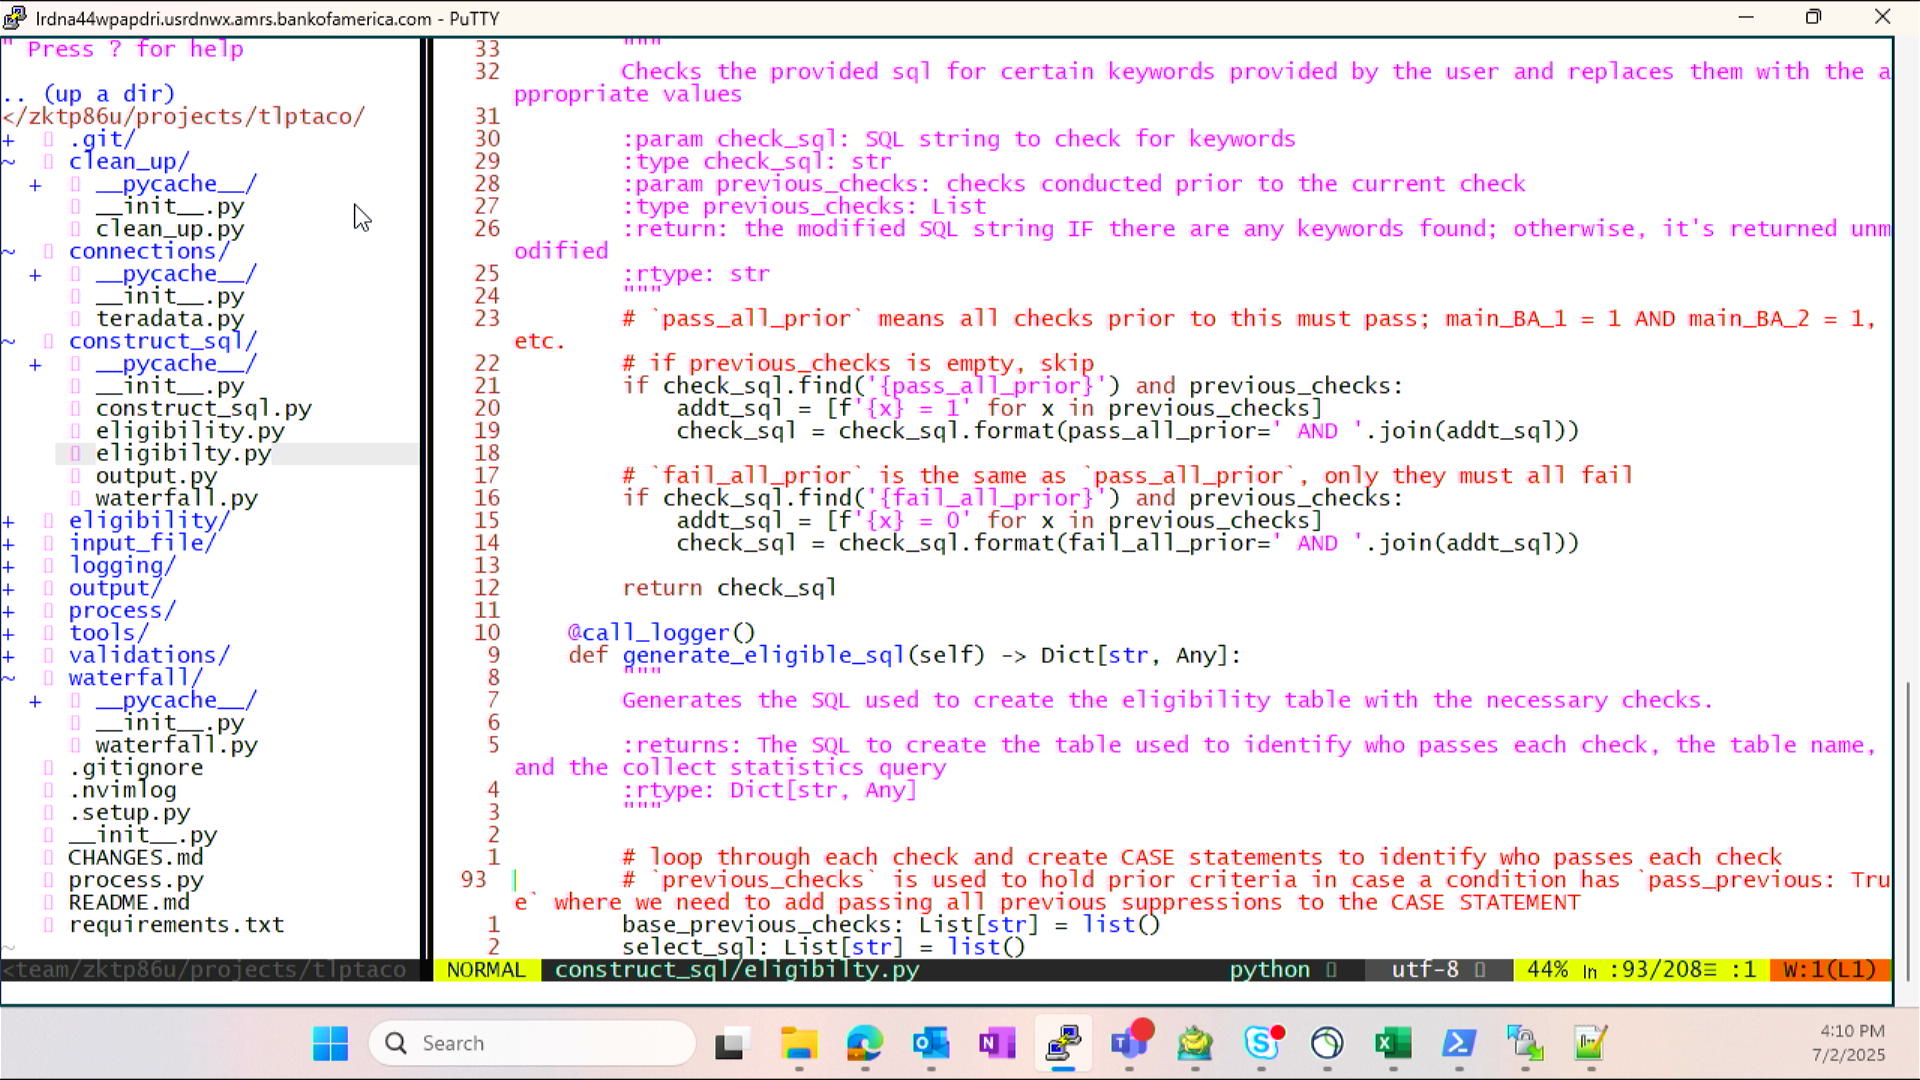 lrdna44wpapdri.usrdnwx.amrs.bankofamerica.com - PuTTY
" Press ? for help
.. (up a dir)
</zktp86u/projects/tlptaco/
+ .git/
~ clean_up/
+ __pycache__/
__init__.py
clean_up.py
~ connections/
+ __pycache__/
__init__.py
teradata.py
~ construct_sql/
+ __pycache__/
__init__.py
construct_sql.py
eligibility.py
eligibilty.py
output.py
waterfall.py
+ eligibility/
+ input_file/
+ logging/
+ output/
+ process/
+ tools/
+ validations/
~ waterfall/
+ __pycache__/
__init__.py
waterfall.py
.gitignore
.nvimlog
.setup.py
__init__.py
CHANGES.md
process.py
README.md
requirements.txt
~
<team/zktp86u/projects/tlptaco
33 """
32 Checks the provided sql for certain keywords provided by the user and replaces them with the a
ppropriate values
31
30 :param check_sql: SQL string to check for keywords
29 :type check_sql: str
28 :param previous_checks: checks conducted prior to the current check
27 :type previous_checks: List
26 :return: the modified SQL string IF there are any keywords found; otherwise, it's returned unm
odified
25 :rtype: str
24 """
23 # `pass_all_prior` means all checks prior to this must pass; main_BA_1 = 1 AND main_BA_2 = 1,
etc.
22 # if previous_checks is empty, skip
21 if check_sql.find('{pass_all_prior}') and previous_checks:
20 addt_sql = [f'{x} = 1' for x in previous_checks]
19 check_sql = check_sql.format(pass_all_prior=' AND '.join(addt_sql))
18
17 # `fail_all_prior` is the same as `pass_all_prior`, only they must all fail
16 if check_sql.find('{fail_all_prior}') and previous_checks:
15 addt_sql = [f'{x} = 0' for x in previous_checks]
14 check_sql = check_sql.format(fail_all_prior=' AND '.join(addt_sql))
13
12 return check_sql
11
10 @call_logger()
9 def generate_eligible_sql(self) -> Dict[str, Any]:
8 """
7 Generates the SQL used to create the eligibility table with the necessary checks.
6
5 :returns: The SQL to create the table used to identify who passes each check, the table name,
and the collect statistics query
4 :rtype: Dict[str, Any]
3 """
2
1 # loop through each check and create CASE statements to identify who passes each check
93 # `previous_checks` is used to hold prior criteria in case a condition has `pass_previous: Tru
e` where we need to add passing all previous suppressions to the CASE STATEMENT
1 base_previous_checks: List[str] = list()
2 select_sql: List[str] = list()
NORMAL construct_sql/eligibilty.py python utf-8 44% ln :93/208≡ :1 W:1(L1)
Search
4:10 PM
7/2/2025